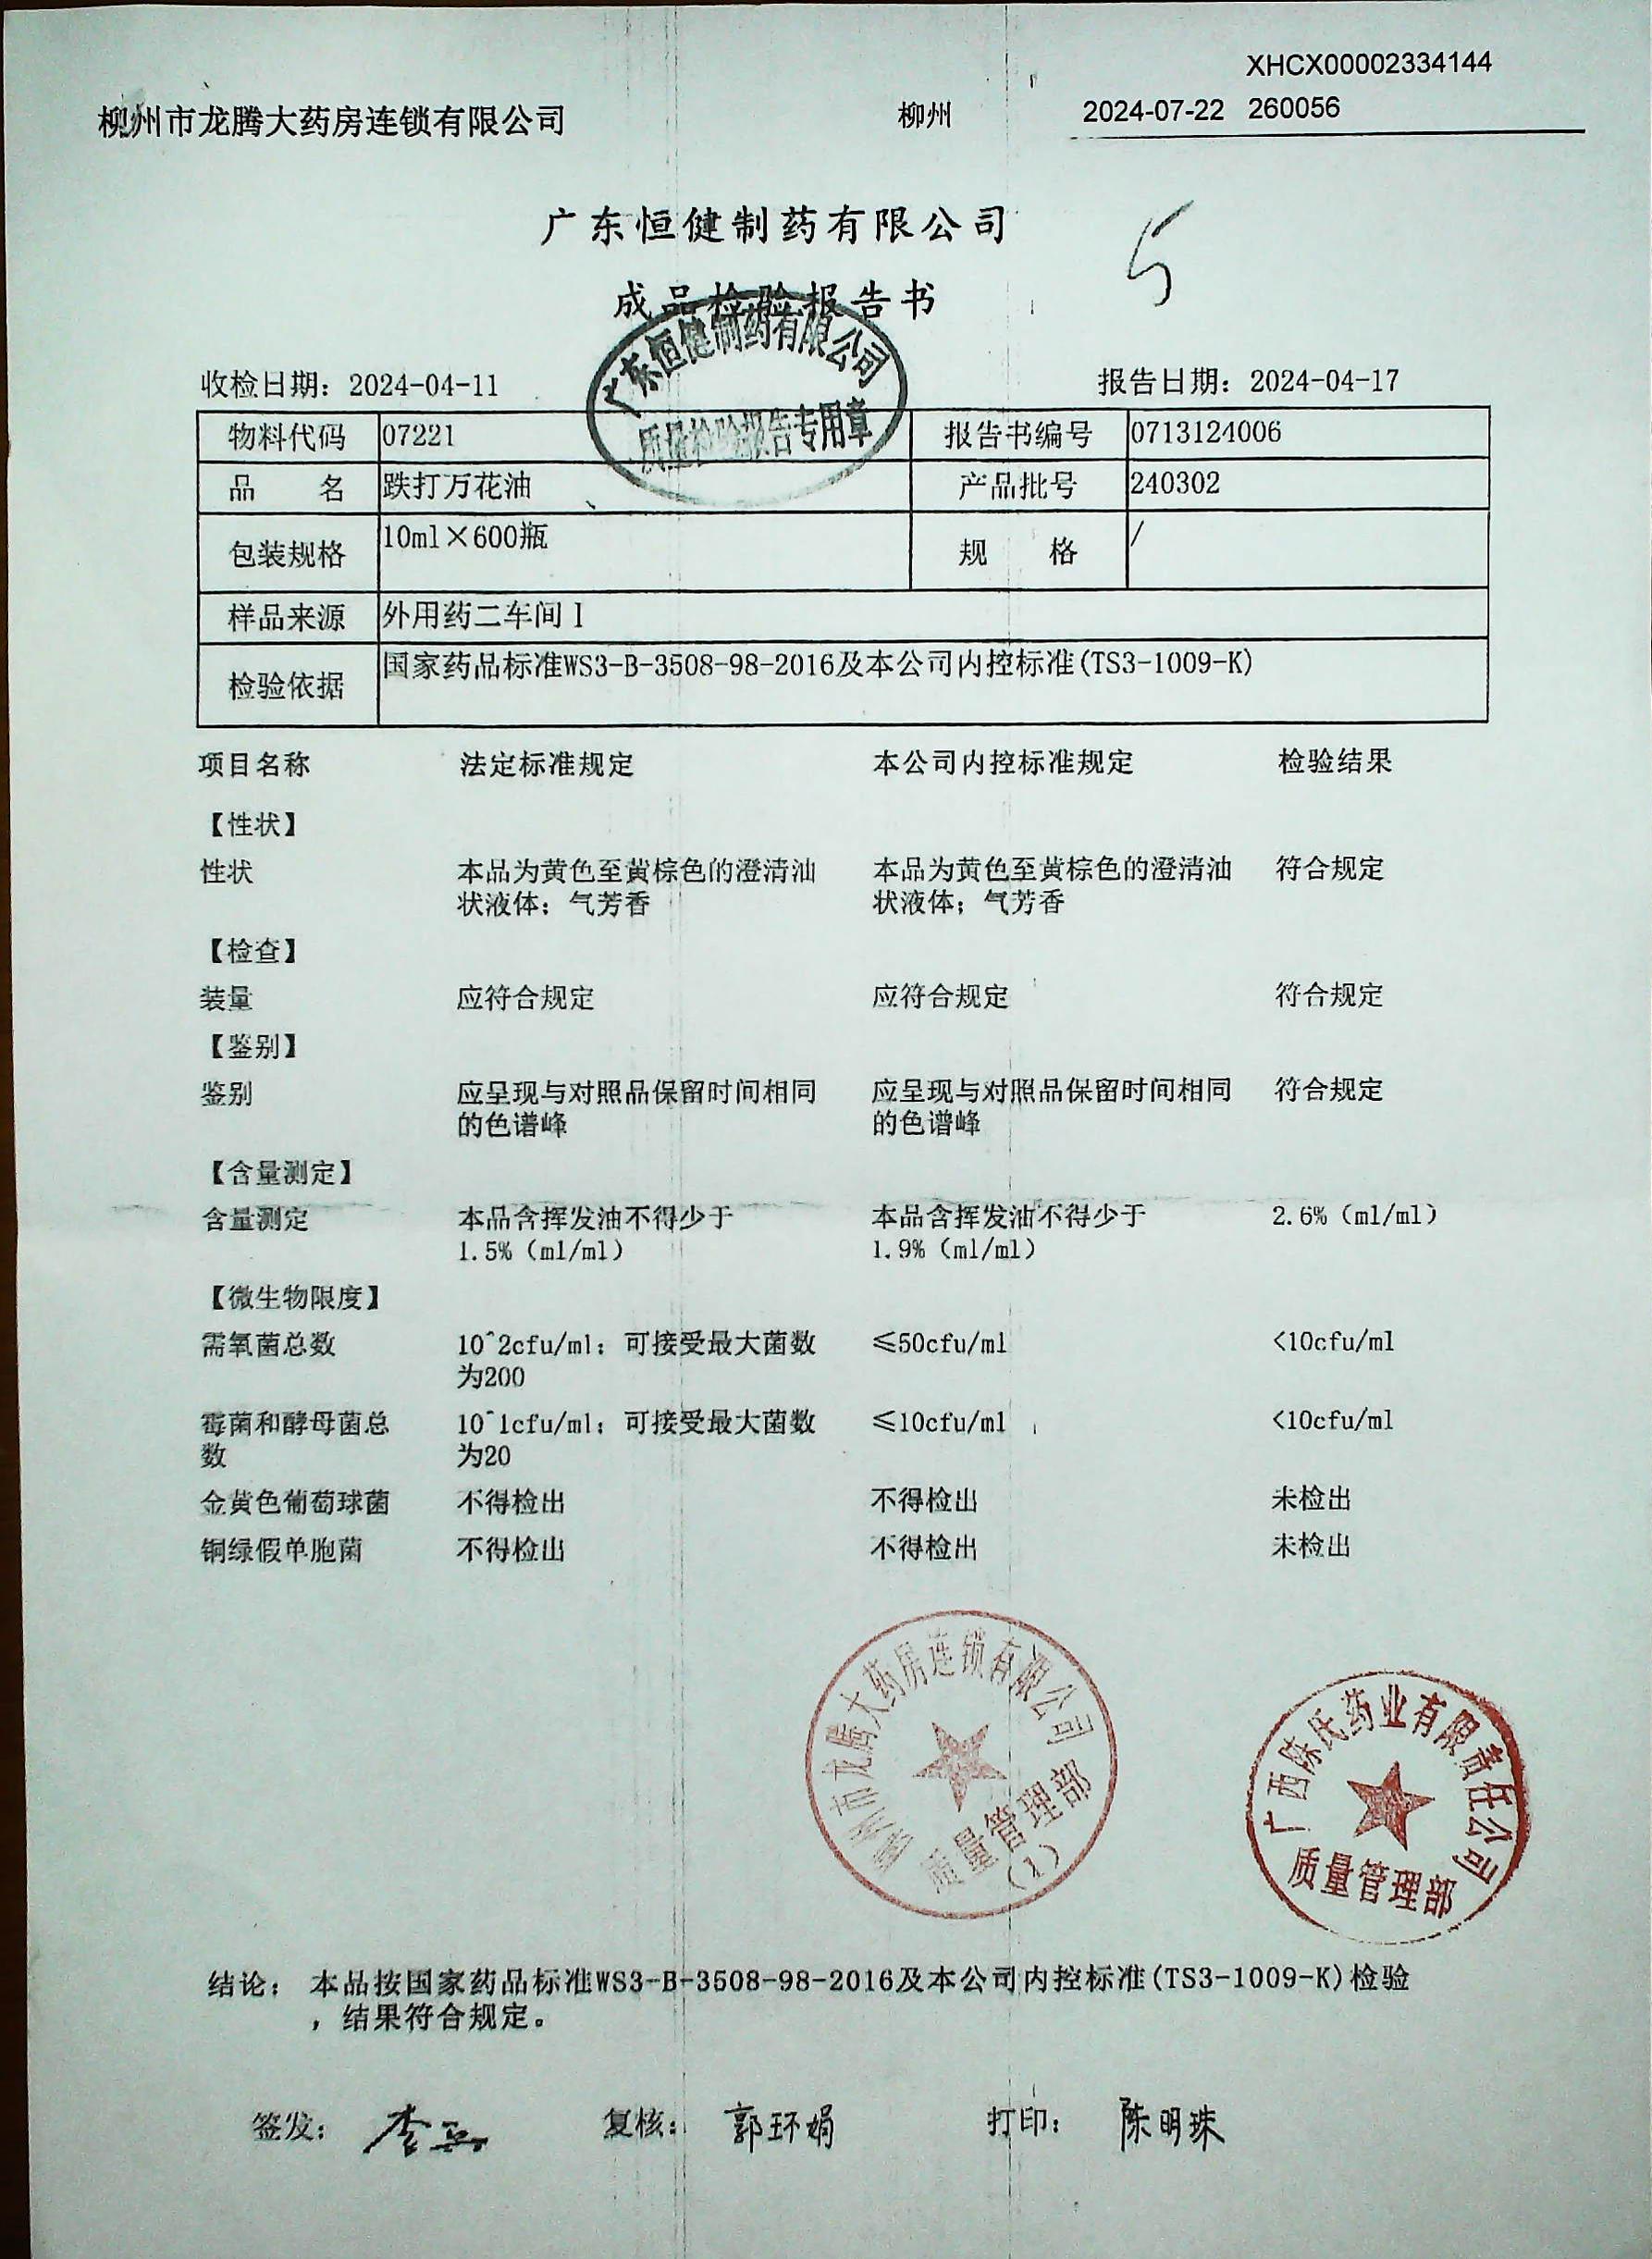 XHCX00002334144
柳州市龙腾大药房连锁有限公司 柳州 2024-07-22 260056
广东恒健制药有限公司
5
成品检验报告书
广东恒健制药有限公司
质量检验报告专用章
收检日期：2024-04-11 报告日期：2024-04-17
物料代码 07221 报告书编号 0713124006
品 名 跌打万花油 产品批号 240302
包装规格 10ml×600瓶 规 格 /
样品来源 外用药二车间Ⅰ
检验依据 国家药品标准WS3-B-3508-98-2016及本公司内控标准(TS3-1009-K)
项目名称 法定标准规定 本公司内控标准规定 检验结果
【性状】
性状 本品为黄色至黄棕色的澄清油 本品为黄色至黄棕色的澄清油 符合规定
状液体；气芳香 状液体；气芳香
【检查】
装量 应符合规定 应符合规定 符合规定
【鉴别】
鉴别 应呈现与对照品保留时间相同 应呈现与对照品保留时间相同 符合规定
的色谱峰 的色谱峰
【含量测定】
含量测定 本品含挥发油不得少于 本品含挥发油不得少于 2.6%（ml/ml）
1.5%（ml/ml） 1.9%（ml/ml）
【微生物限度】
需氧菌总数 10^2cfu/ml；可接受最大菌数 ≤50cfu/ml <10cfu/ml
为200
霉菌和酵母菌总 10^1cfu/ml；可接受最大菌数 ≤10cfu/ml <10cfu/ml
数 为20
金黄色葡萄球菌 不得检出 不得检出 未检出
铜绿假单胞菌 不得检出 不得检出 未检出
柳州市龙腾大药房连锁有限公司
质量管理部
(1)
广西陈氏药业有限责任公司
质量管理部
结论： 本品按国家药品标准WS3-B-3508-98-2016及本公司内控标准(TS3-1009-K)检验
，结果符合规定。
签发： 复核： 郭环娟 打印： 陈明珠